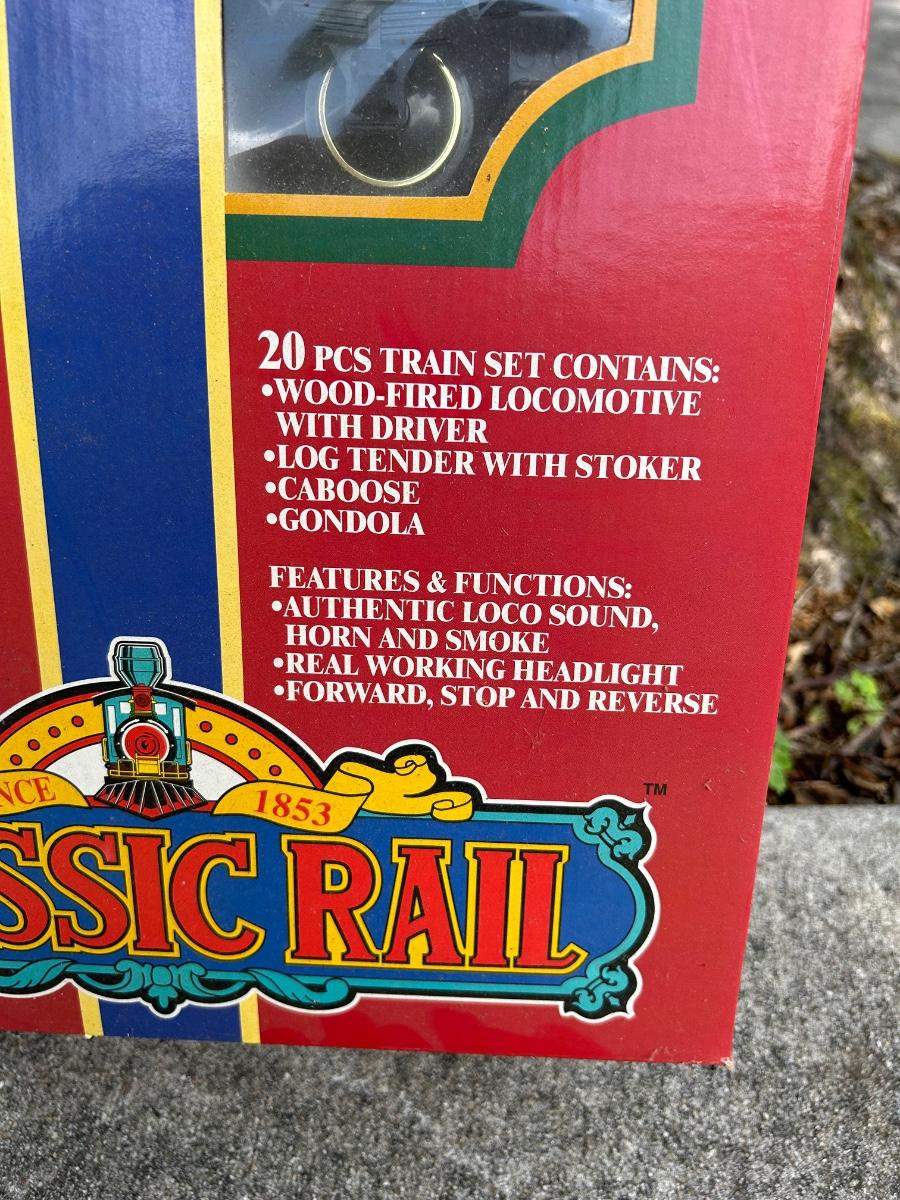 20 PCS TRAIN SET CONTAINS:
•WOOD-FIRED LOCOMOTIVE
WITH DRIVER
•LOG TENDER WITH STOKER
•CABOOSE
•GONDOLA
FEATURES & FUNCTIONS:
•AUTHENTIC LOCO SOUND,
HORN AND SMOKE
•REAL WORKING HEADLIGHT
•FORWARD, STOP AND REVERSE
TM
NCE 1853
SSIC RAIL